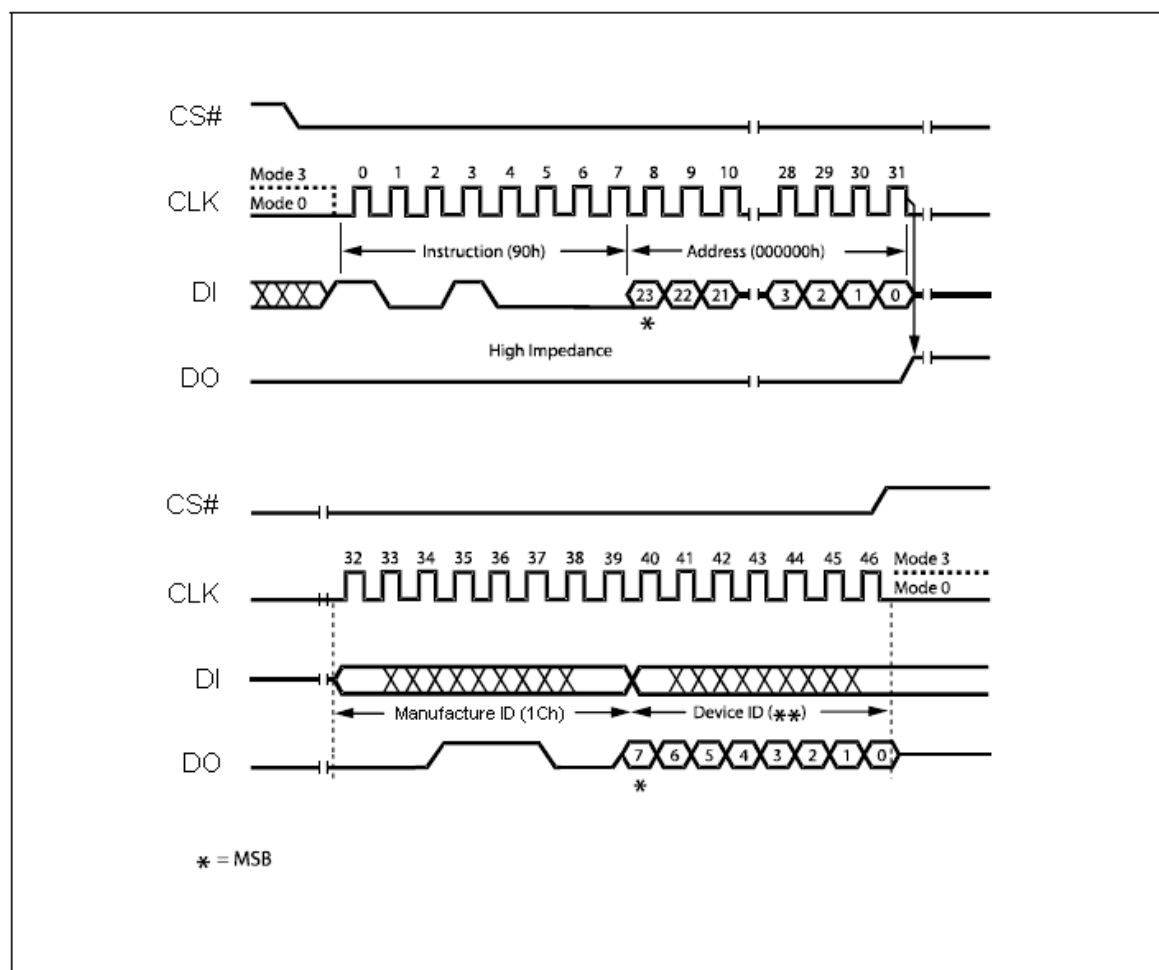 CS#
Mode 3
0 1 2 3 4 5 6 7 8 9 10 28 29 30 31
CLK
Mode 0
Instruction (90h) Address (000000h)
DI
23 22 21 3 2 1 0
*
High Impedance
DO
CS#
32 33 34 35 36 37 38 39 40 41 42 43 44 45 46
Mode 3
CLK
Mode 0
DI
Manufacture ID (1Ch) Device ID (**)
DO
7 6 5 4 3 2 1 0
*
* = MSB